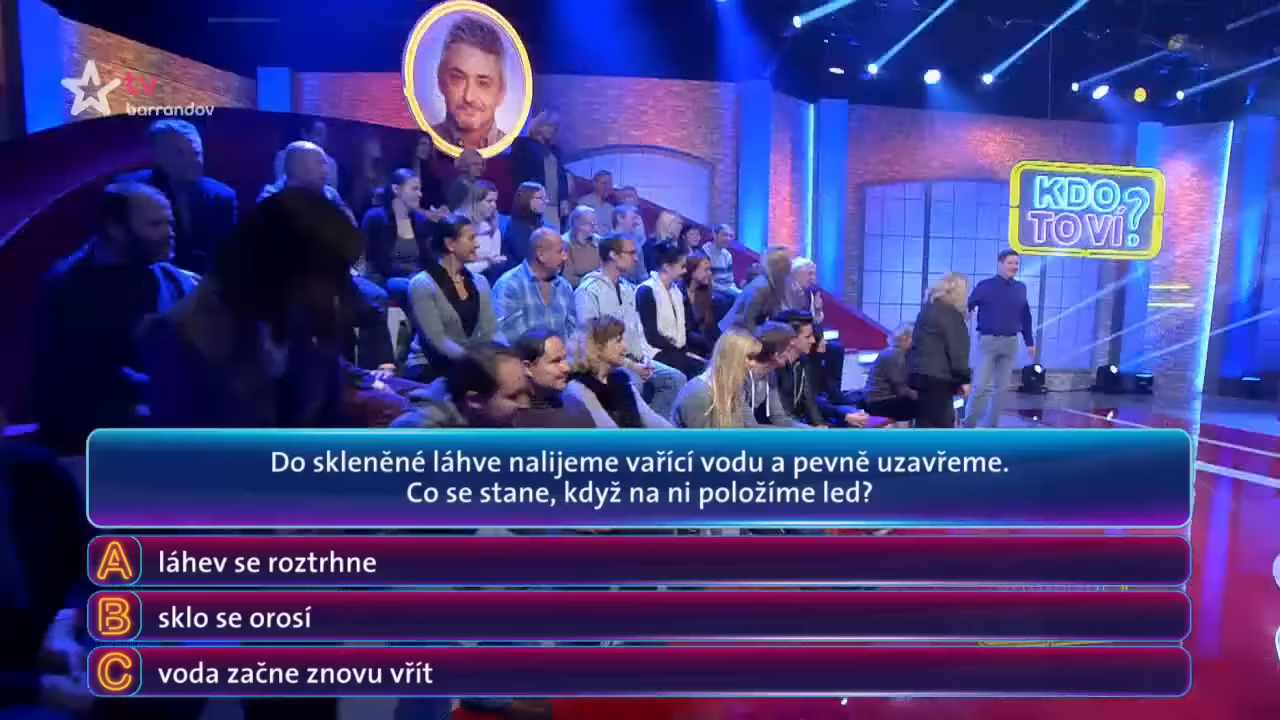 tv
barrandov
KDO
TO VÍ?
Do skleněné láhve nalijeme vařící vodu a pevně uzavřeme.
Co se stane, když na ni položíme led?
A láhev se roztrhne
B sklo se orosí
C voda začne znovu vřít